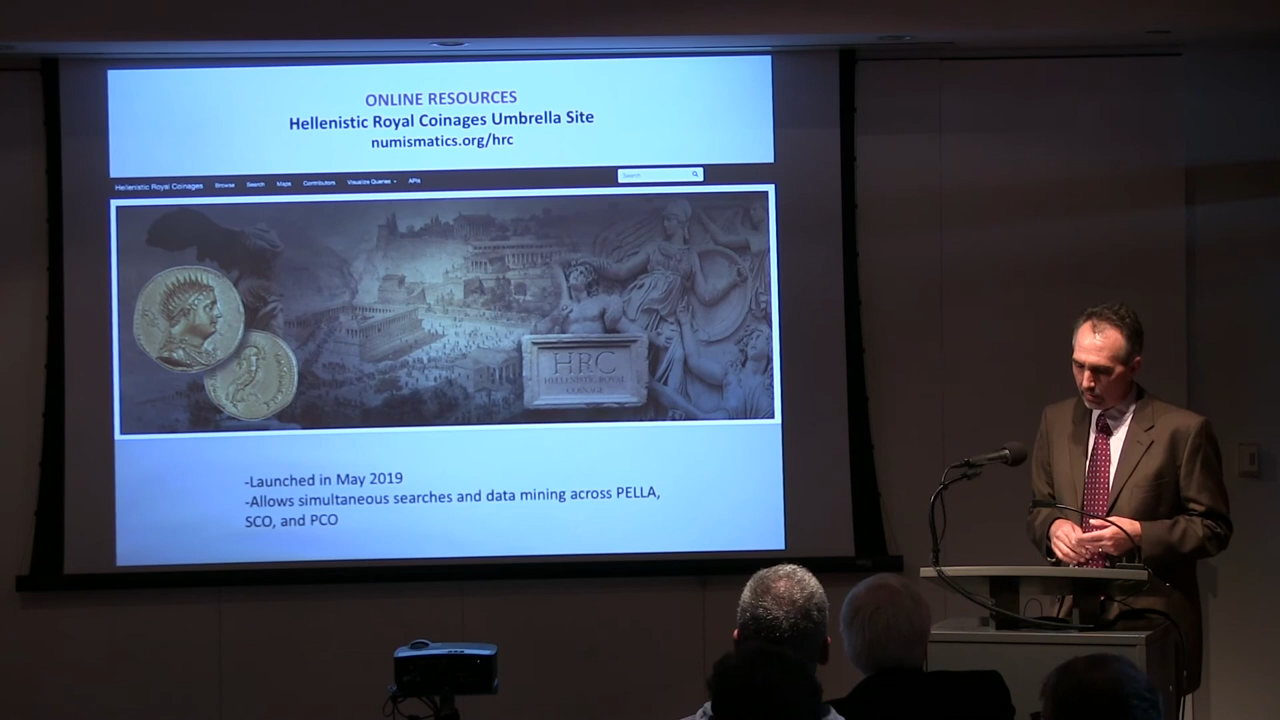 ONLINE RESOURCES
Hellenistic Royal Coinages Umbrella Site
numismatics.org/hrc
Hellenistic Royal Coinages Browse Search Maps Contributors Visualize Queries APIs Search
HRC
HELLENISTIC ROYAL
COINAGE
-Launched in May 2019
-Allows simultaneous searches and data mining across PELLA,
SCO, and PCO